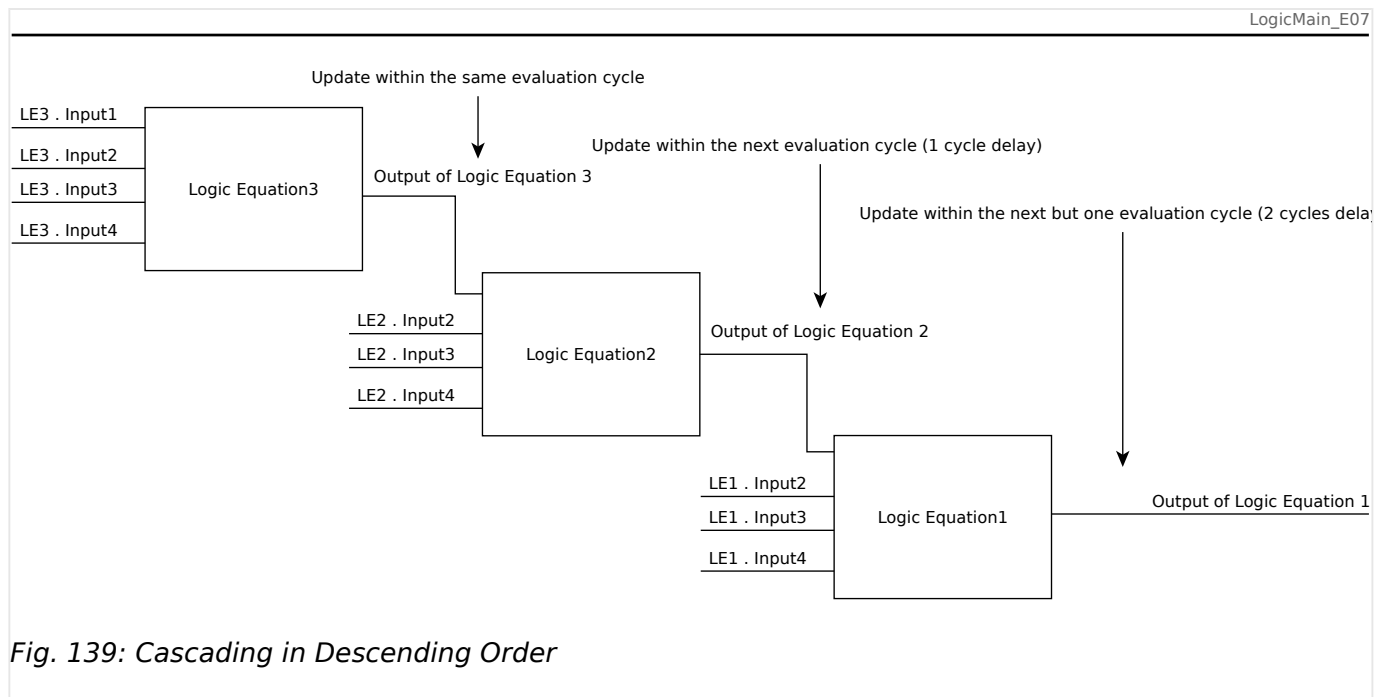 LogicMain_E07
Update within the same evaluation cycle
LE3 . Input1
LE3 . Input2
LE3 . Input3
LE3 . Input4
Logic Equation3
Output of Logic Equation 3
Update within the next evaluation cycle (1 cycle delay)
Update within the next but one evaluation cycle (2 cycles
LE2 . Input2
LE2 . Input3
LE2 . Input4
Logic Equation2
Output of Logic Equation 2
LE1 . Input2
LE1 . Input3
LE1 . Input4
Logic Equation1
Output of Logic Equation 1
Fig. 139: Cascading in Descending Order